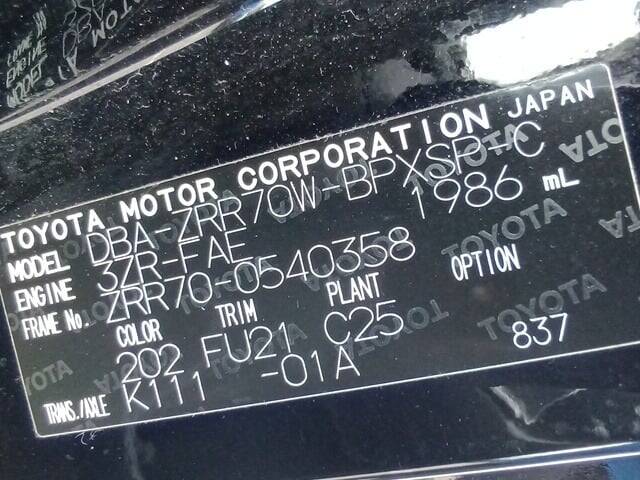 TOYOTA MOTOR CORPORATION JAPAN
MODEL DBA-ZRR70W-BPXSP-C
ENGINE 3ZR-FAE 1986 mL
FRAME No. ZRR70-0540358
COLOR TRIM PLANT OPTION
202 FU21 C25 837
TRANS./AXLE K111 -01A